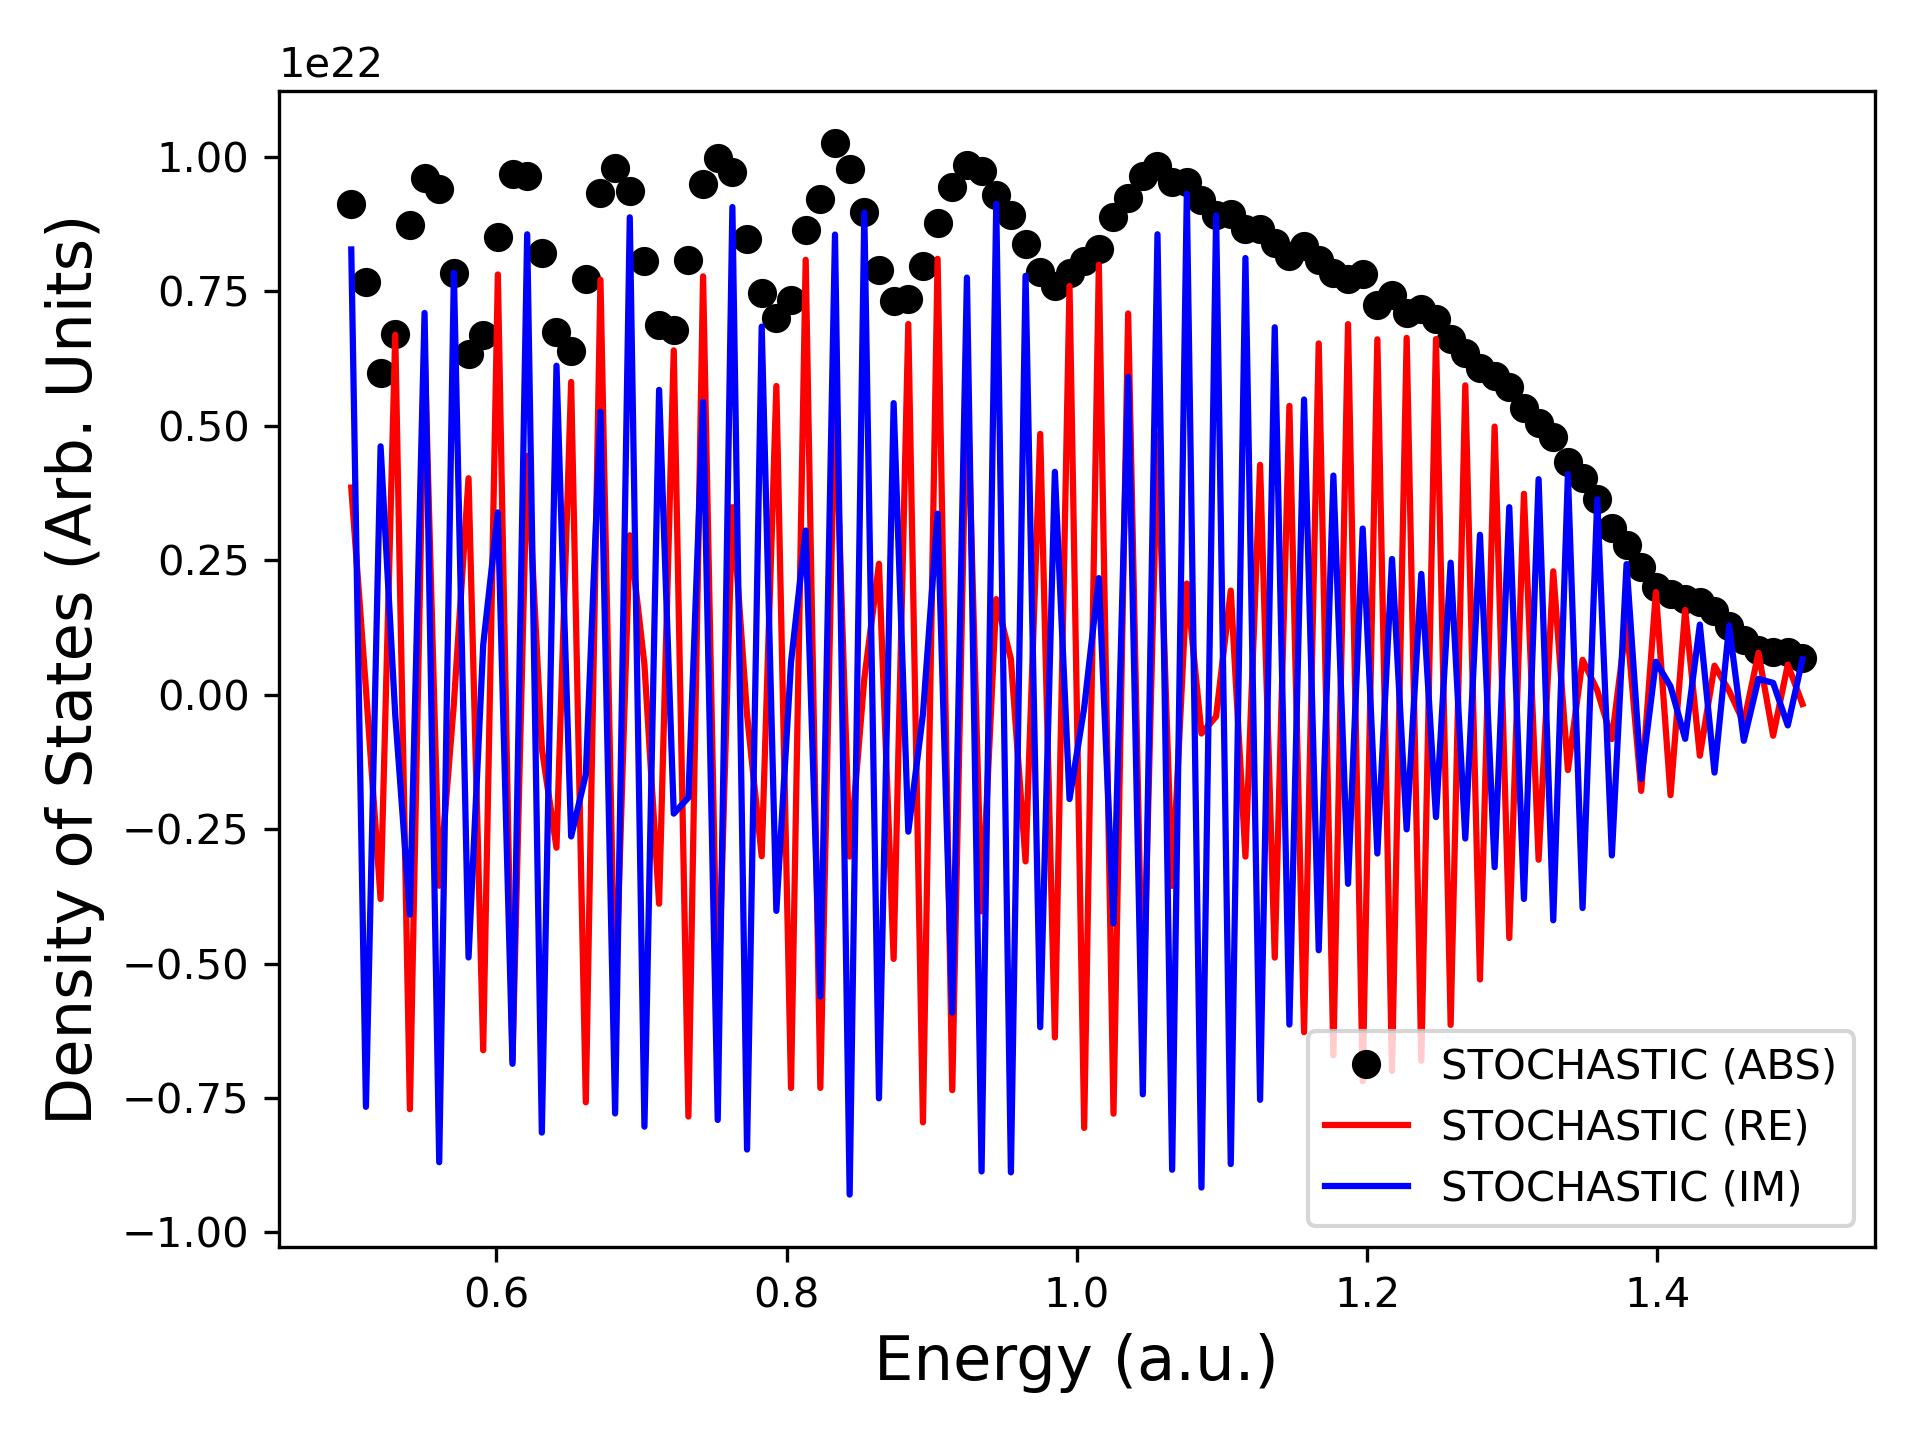 1e22
1.00
0.75
0.50
0.25
0.00
−0.25
−0.50
−0.75
−1.00
Density of States (Arb. Units)
STOCHASTIC (ABS)
STOCHASTIC (RE)
STOCHASTIC (IM)
0.6 0.8 1.0 1.2 1.4
Energy (a.u.)